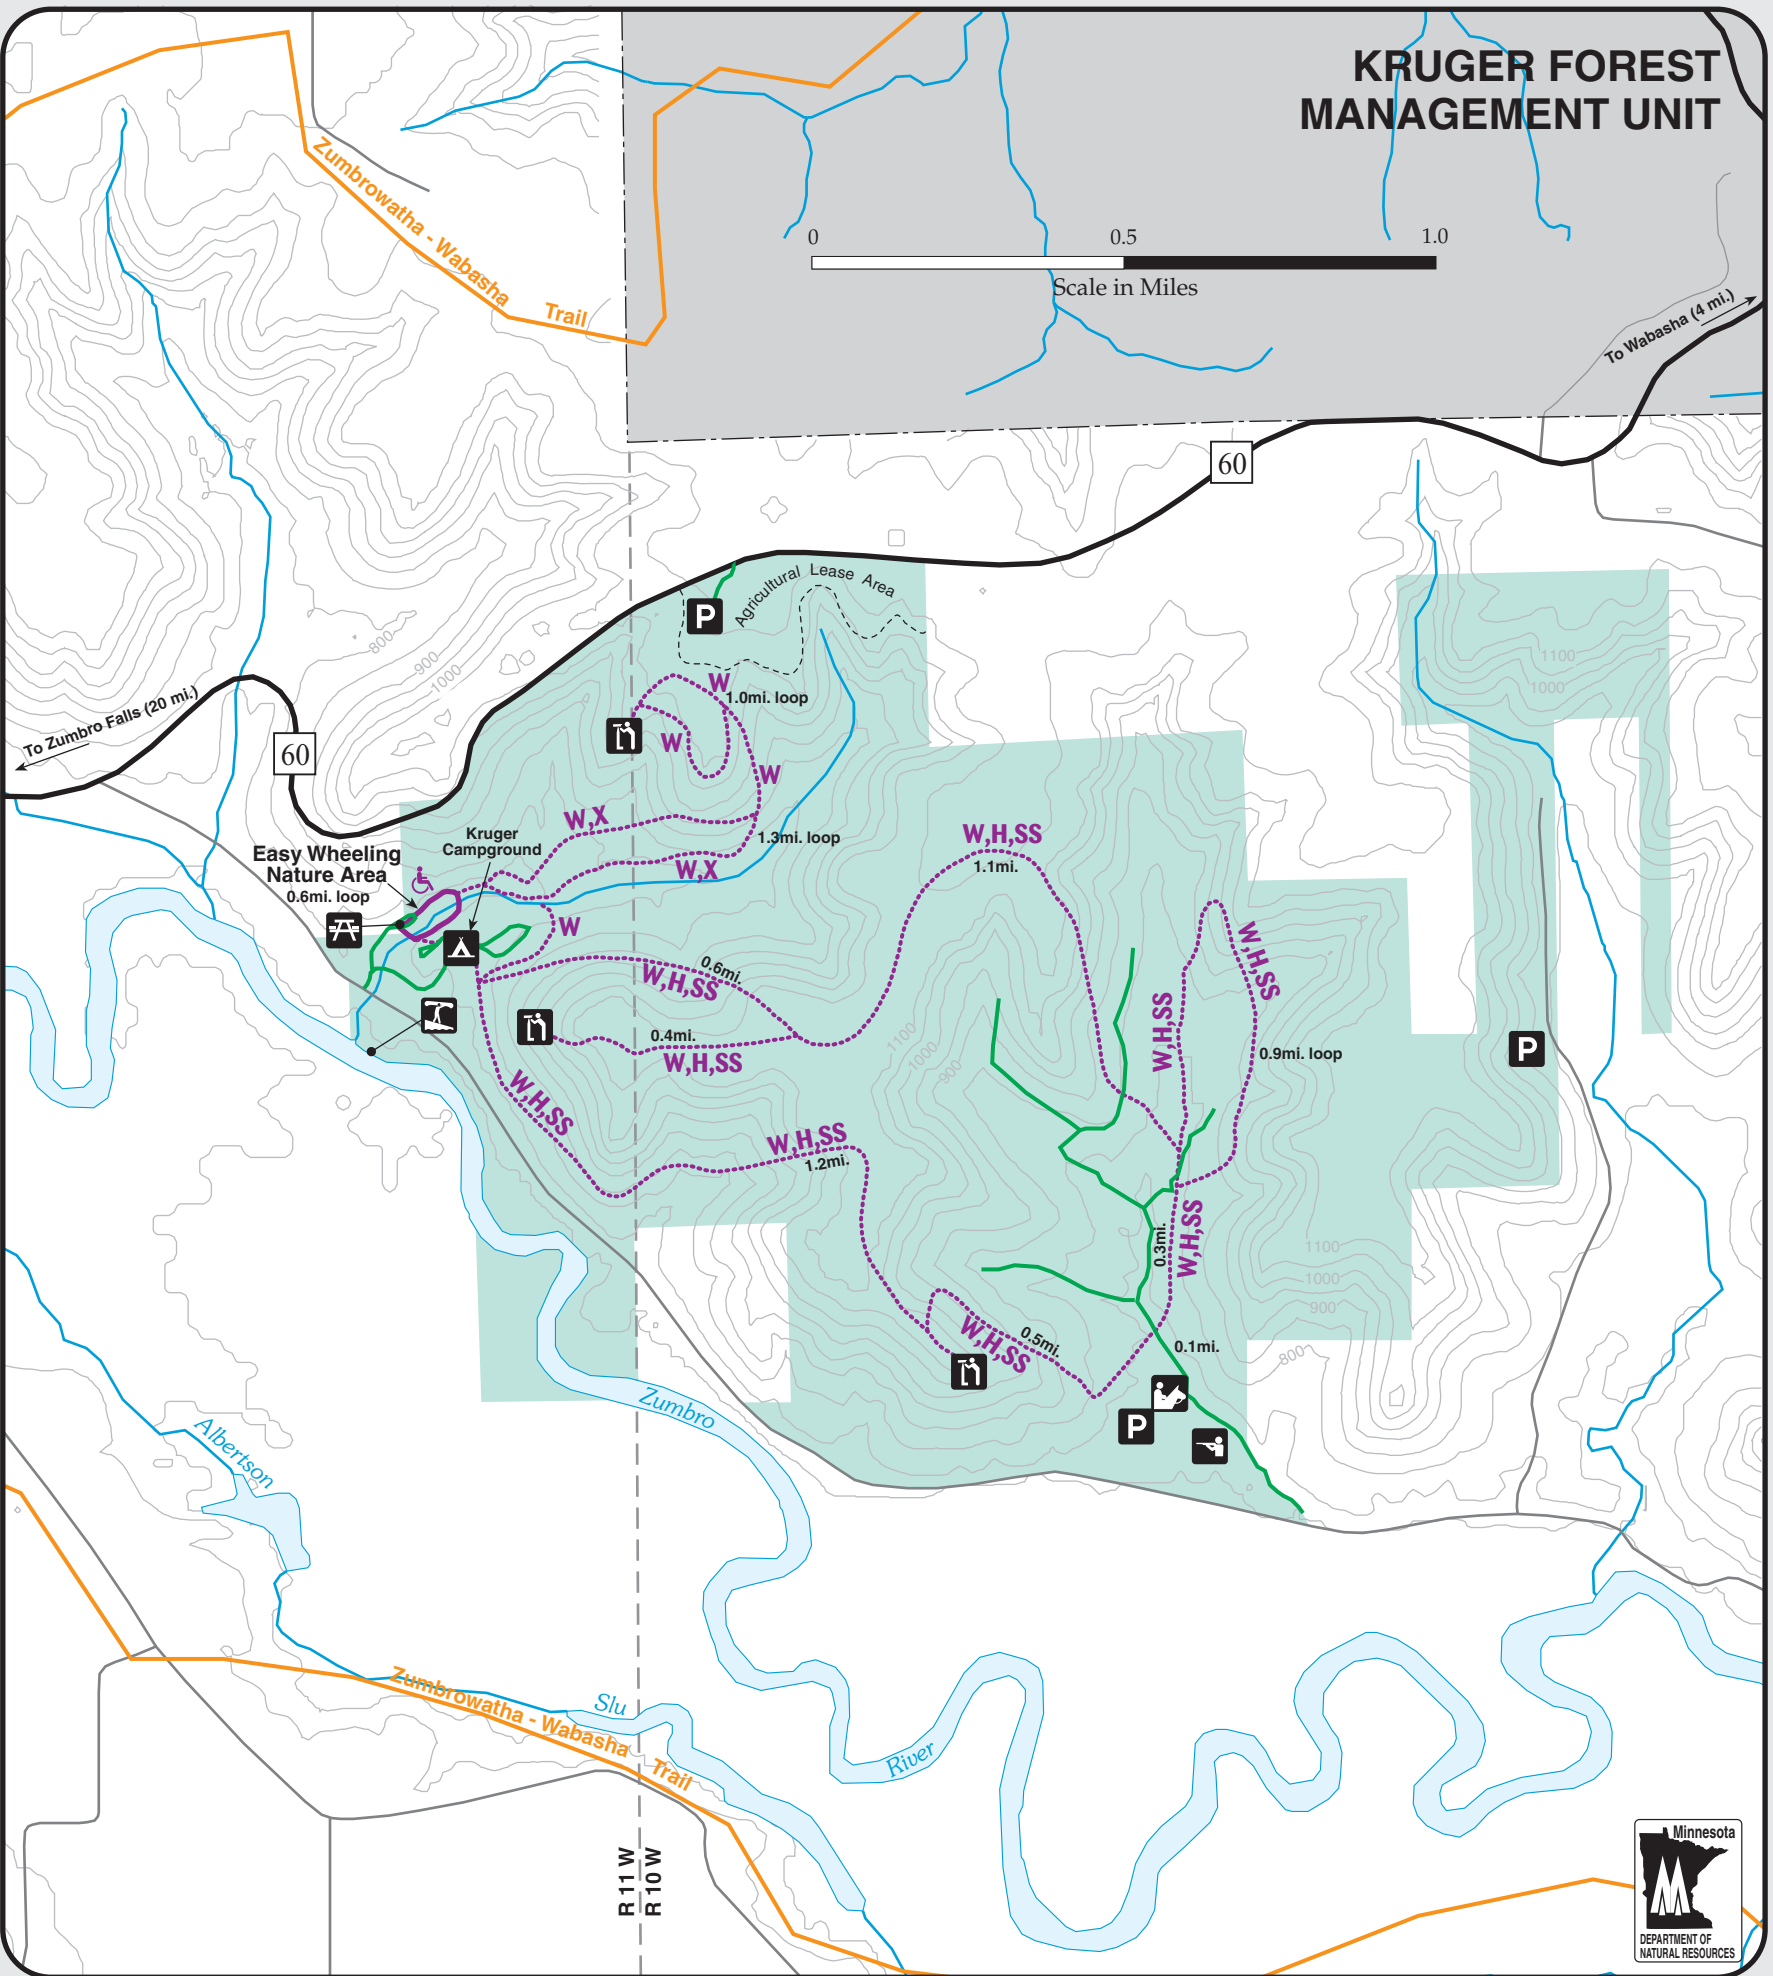 KRUGER FOREST
MANAGEMENT UNIT
0 0.5 1.0
Scale in Miles
Zumbrowatha - Wabasha Trail
To Wabasha (4 mi.)
60
Agricultural Lease Area
P
800
900
1000
1100
1000
W
1.0mi. loop
To Zumbro Falls (20 mi.)
60
W
W
W,X
Kruger
Campground
1.3mi. loop
W,H,SS
1.1mi.
Easy Wheeling
Nature Area
0.6mi. loop
W,X
W
W,H,SS
0.6mi.
W,H,SS
0.4mi.
W,H,SS
1100
1000
900
W,H,SS
0.9mi. loop
P
W,H,SS
W,H,SS
1.2mi.
0.3mi.
W,H,SS
1100
1000
900
800
W,H,SS
0.5mi.
0.1mi.
P
Zumbro
Albertson
Zumbrowatha - Wabasha Trail
Slu
River
R 11 W
R 10 W
Minnesota
DEPARTMENT OF
NATURAL RESOURCES